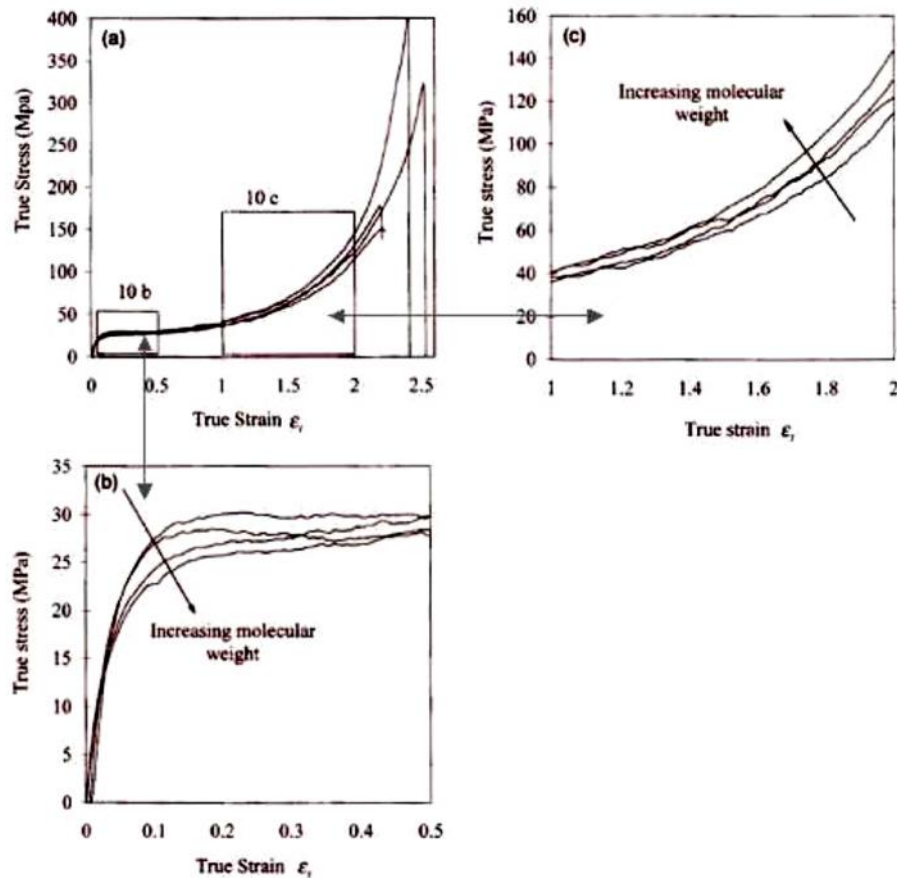 (a)
400
350
300
250
200
150
100
50
0
True Stress (Mpa)
10 b
10 c
0 0.5 1 1.5 2 2.5
True Strain εt
(c)
160
140
120
100
80
60
40
20
0
True stress (MPa)
Increasing molecular
weight
1 1.2 1.4 1.6 1.8 2
True strain εt
(b)
35
30
25
20
15
10
5
0
True stress (MPa)
Increasing molecular
weight
0 0.1 0.2 0.3 0.4 0.5
True Strain εt